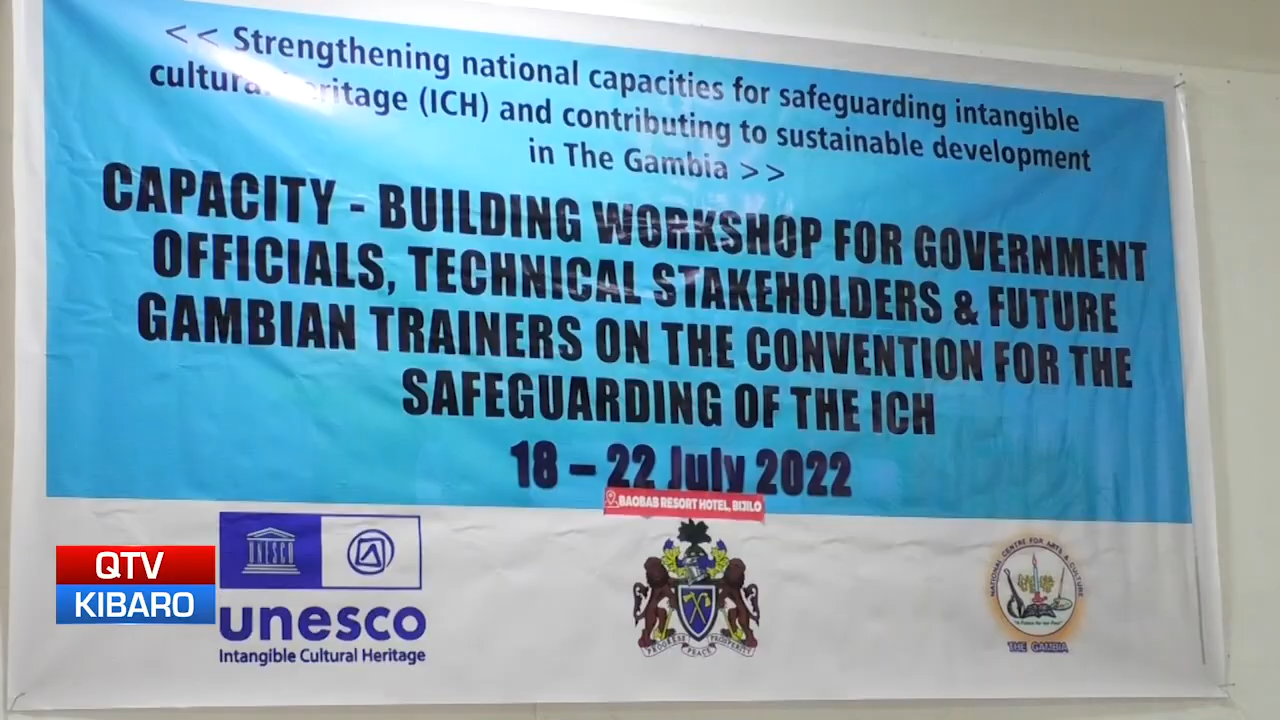 << Strengthening national capacities for safeguarding intangible
cultural heritage (ICH) and contributing to sustainable development
in The Gambia >>
CAPACITY - BUILDING WORKSHOP FOR GOVERNMENT
OFFICIALS, TECHNICAL STAKEHOLDERS & FUTURE
GAMBIAN TRAINERS ON THE CONVENTION FOR THE
SAFEGUARDING OF THE ICH
18 – 22 July 2022
BAOBAB RESORT HOTEL, BIJILO
QTV
KIBARO
UNESCO
unesco
Intangible Cultural Heritage
PROGRESS PEACE PROSPERITY
NATIONAL CENTRE FOR ARTS & CULTURE
THE GAMBIA